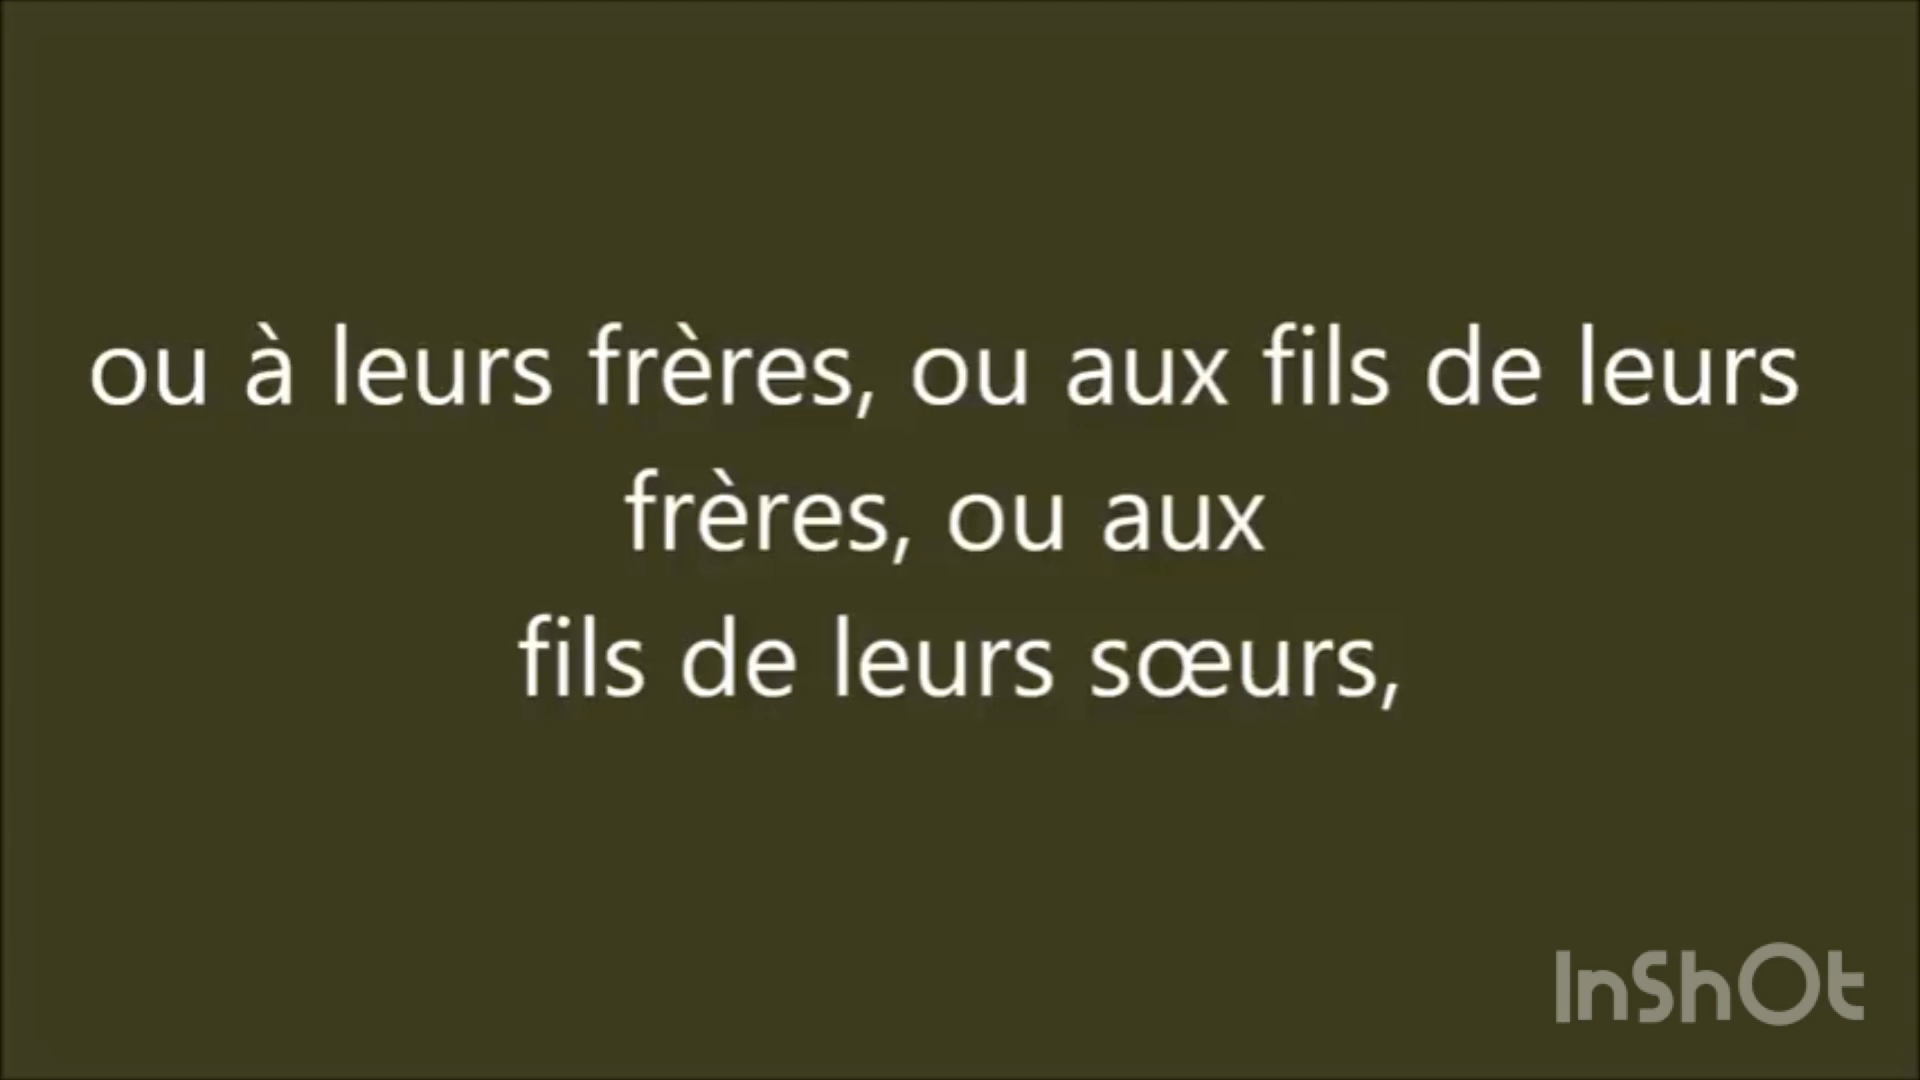 ou à leurs frères, ou aux fils de leurs
frères, ou aux
fils de leurs sœurs,
InShOt